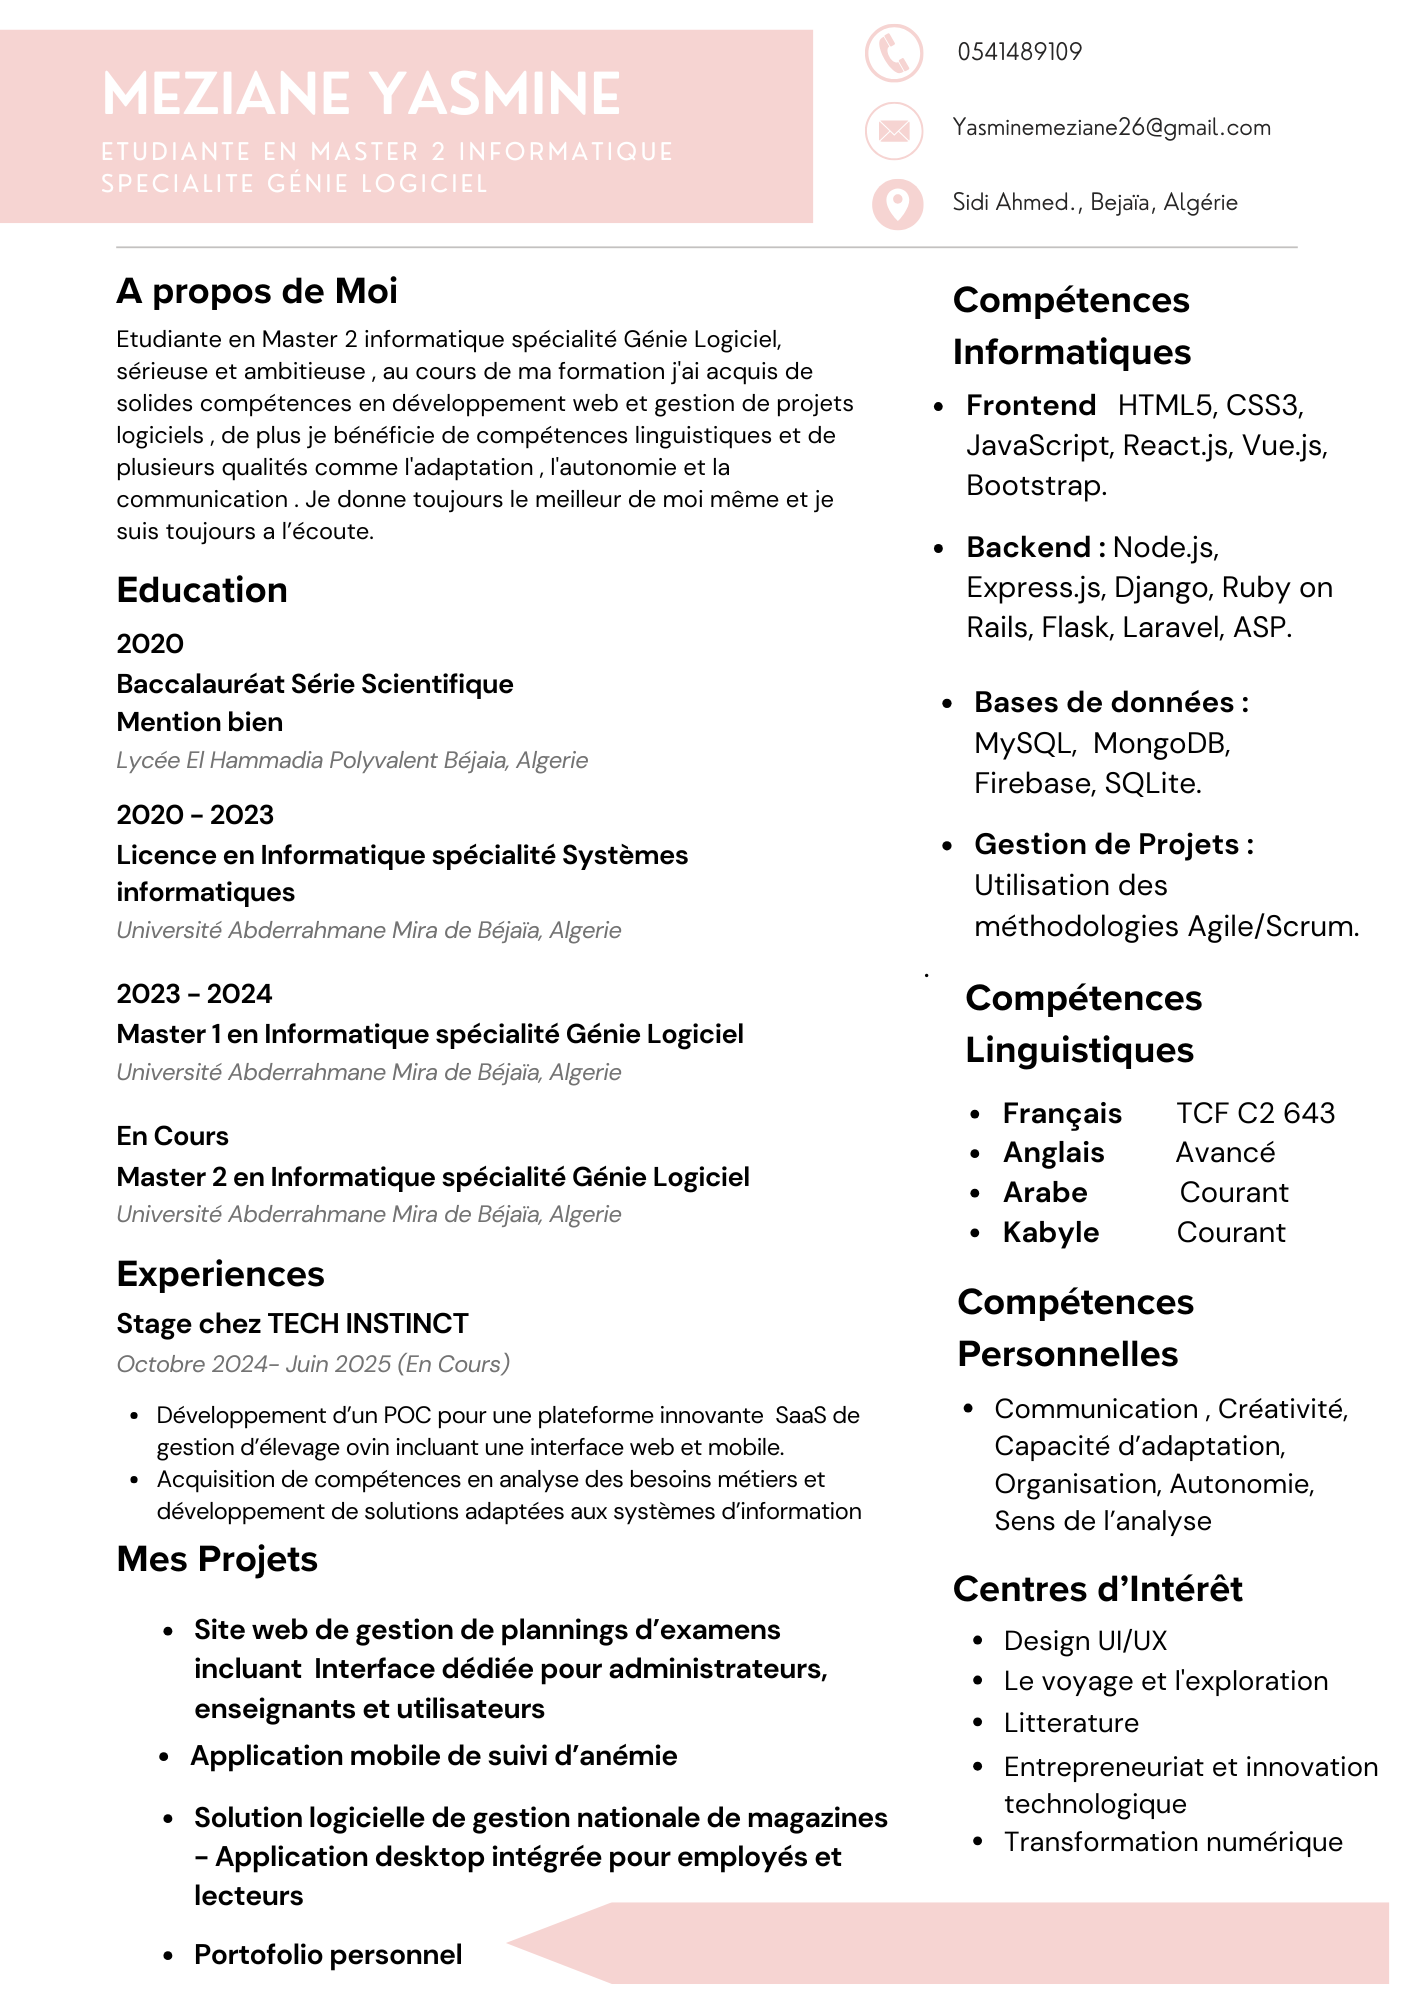 MEZIANE YASMINE
ETUDIANTE EN MASTER 2 INFORMATIQUE
SPECIALITE GÉNIE LOGICIEL
0541489109
Yasminemeziane26@gmail.com
Sidi Ahmed., Bejaïa, Algérie
A propos de Moi
Etudiante en Master 2 informatique spécialité Génie Logiciel,
sérieuse et ambitieuse , au cours de ma formation j'ai acquis de
solides compétences en développement web et gestion de projets
logiciels , de plus je bénéficie de compétences linguistiques et de
plusieurs qualités comme l'adaptation , l'autonomie et la
communication . Je donne toujours le meilleur de moi même et je
suis toujours a l’écoute.
Education
2020
Baccalauréat Série Scientifique
Mention bien
Lycée El Hammadia Polyvalent Béjaia, Algerie
2020 – 2023
Licence en Informatique spécialité Systèmes
informatiques
Université Abderrahmane Mira de Béjaïa, Algerie
2023 – 2024
Master 1 en Informatique spécialité Génie Logiciel
Université Abderrahmane Mira de Béjaïa, Algerie
En Cours
Master 2 en Informatique spécialité Génie Logiciel
Université Abderrahmane Mira de Béjaïa, Algerie
Experiences
Stage chez TECH INSTINCT
Octobre 2024- Juin 2025 (En Cours)
• Développement d’un POC pour une plateforme innovante  SaaS de
gestion d’élevage ovin incluant une interface web et mobile.
• Acquisition de compétences en analyse des besoins métiers et
développement de solutions adaptées aux systèmes d’information
Mes Projets
• Site web de gestion de plannings d’examens
incluant  Interface dédiée pour administrateurs,
enseignants et utilisateurs
• Application mobile de suivi d’anémie
• Solution logicielle de gestion nationale de magazines
– Application desktop intégrée pour employés et
lecteurs
• Portofolio personnel
Compétences
Informatiques
• Frontend   HTML5, CSS3,
JavaScript, React.js, Vue.js,
Bootstrap.
• Backend : Node.js,
Express.js, Django, Ruby on
Rails, Flask, Laravel, ASP.
• Bases de données :
MySQL,  MongoDB,
Firebase, SQLite.
• Gestion de Projets :
Utilisation des
méthodologies Agile/Scrum.
.
Compétences
Linguistiques
• Français TCF C2 643
• Anglais Avancé
• Arabe Courant
• Kabyle Courant
Compétences
Personnelles
• Communication , Créativité,
Capacité d’adaptation,
Organisation, Autonomie,
Sens de l’analyse
Centres d’Intérêt
• Design UI/UX
• Le voyage et l'exploration
• Litterature
• Entrepreneuriat et innovation
technologique
• Transformation numérique